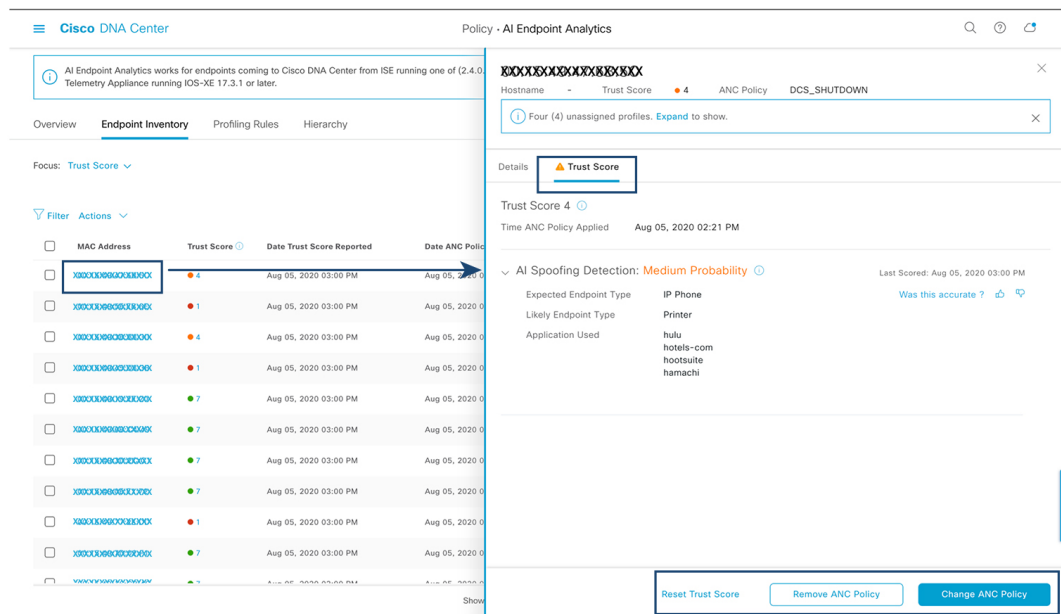 Cisco DNA Center
Policy • AI Endpoint Analytics
AI Endpoint Analytics works for endpoints coming to Cisco DNA Center from ISE running one of (2.4.0.
Telemetry Appliance running IOS-XE 17.3.1 or later.
Overview Endpoint Inventory Profiling Rules Hierarchy
Focus: Trust Score
Filter Actions
MAC Address Trust Score Date Trust Score Reported Date ANC Polic
4 Aug 05, 2020 03:00 PM Aug 05, 2020 0
1 Aug 05, 2020 03:00 PM Aug 05, 2020 0
4 Aug 05, 2020 03:00 PM Aug 05, 2020 0
1 Aug 05, 2020 03:00 PM Aug 05, 2020 0
7 Aug 05, 2020 03:00 PM Aug 05, 2020 0
7 Aug 05, 2020 03:00 PM Aug 05, 2020 0
7 Aug 05, 2020 03:00 PM Aug 05, 2020 0
7 Aug 05, 2020 03:00 PM Aug 05, 2020 0
1 Aug 05, 2020 03:00 PM Aug 05, 2020 0
7 Aug 05, 2020 03:00 PM Aug 05, 2020 0
Show
Hostname - Trust Score 4 ANC Policy DCS_SHUTDOWN
Four (4) unassigned profiles. Expand to show.
Details Trust Score
Trust Score 4
Time ANC Policy Applied Aug 05, 2020 02:21 PM
AI Spoofing Detection: Medium Probability Last Scored: Aug 05, 2020 03:00 PM
Expected Endpoint Type IP Phone Was this accurate ?
Likely Endpoint Type Printer
Application Used hulu
hotels-com
hootsuite
hamachi
Reset Trust Score Remove ANC Policy Change ANC Policy